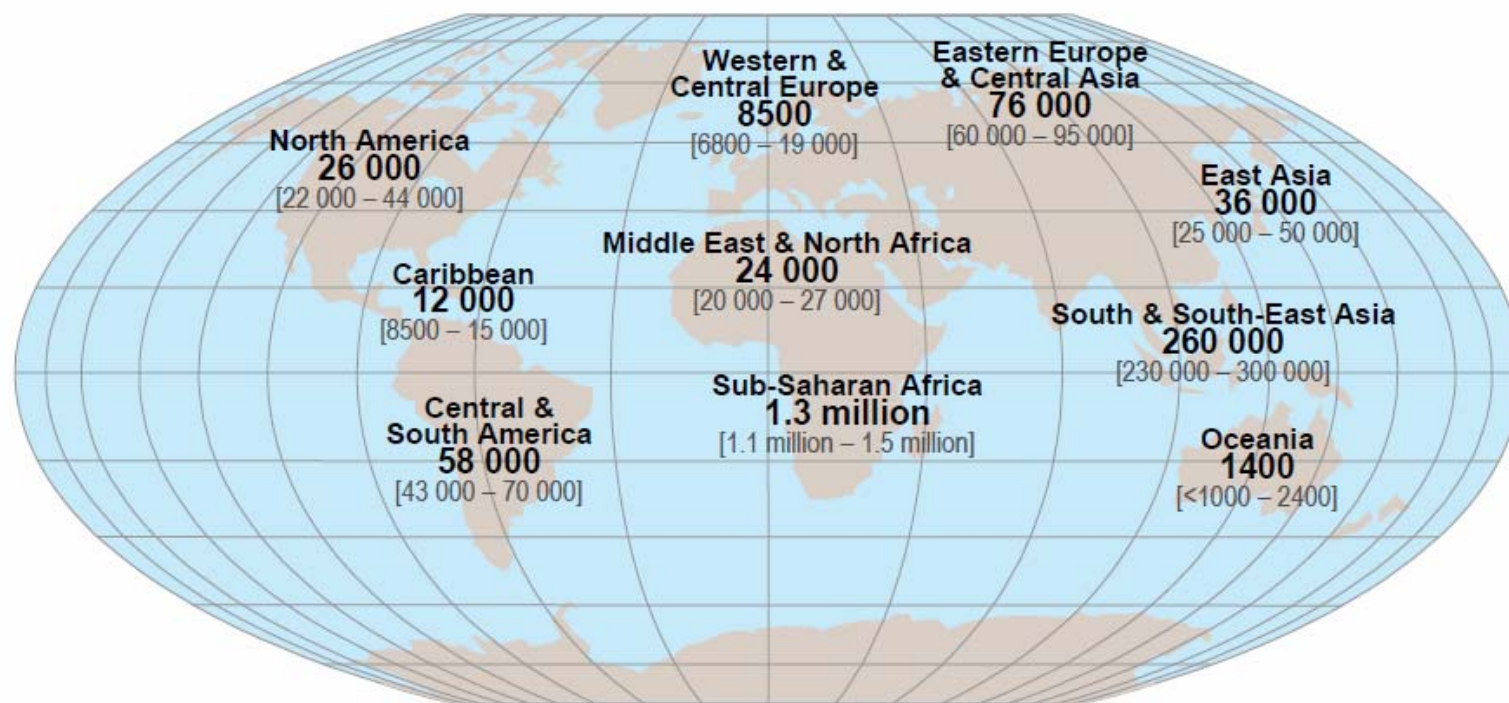 Western &
Central Europe
8500
[6800 – 19 000]
Eastern Europe
& Central Asia
76 000
[60 000 – 95 000]
North America
26 000
[22 000 – 44 000]
East Asia
36 000
[25 000 – 50 000]
Middle East & North Africa
24 000
[20 000 – 27 000]
Caribbean
12 000
[8500 – 15 000]
South & South-East Asia
260 000
[230 000 – 300 000]
Sub-Saharan Africa
1.3 million
[1.1 million – 1.5 million]
Central &
South America
58 000
[43 000 – 70 000]
Oceania
1400
[<1000 – 2400]